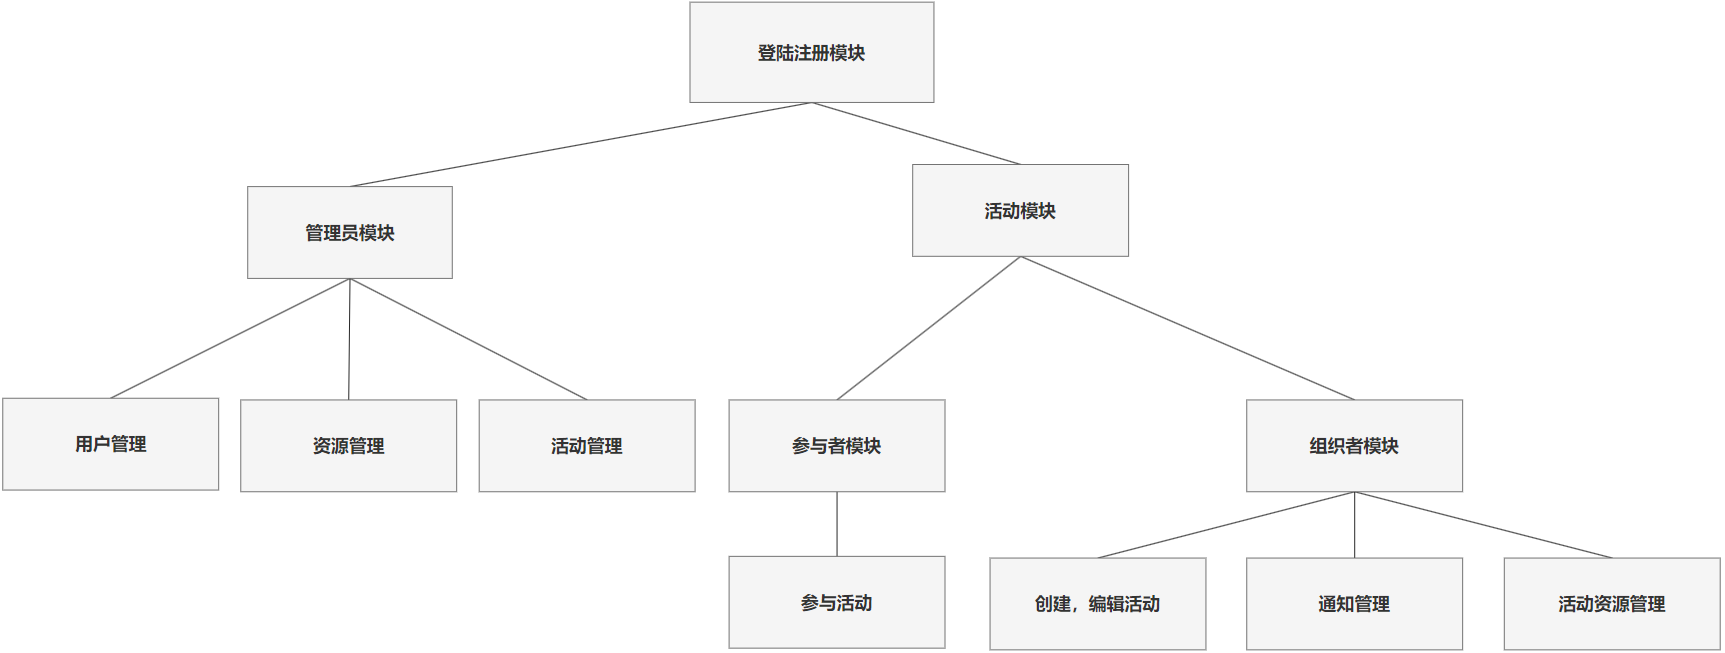 登陆注册模块
管理员模块
活动模块
用户管理
资源管理
活动管理
参与者模块
组织者模块
参与活动
创建，编辑活动
通知管理
活动资源管理